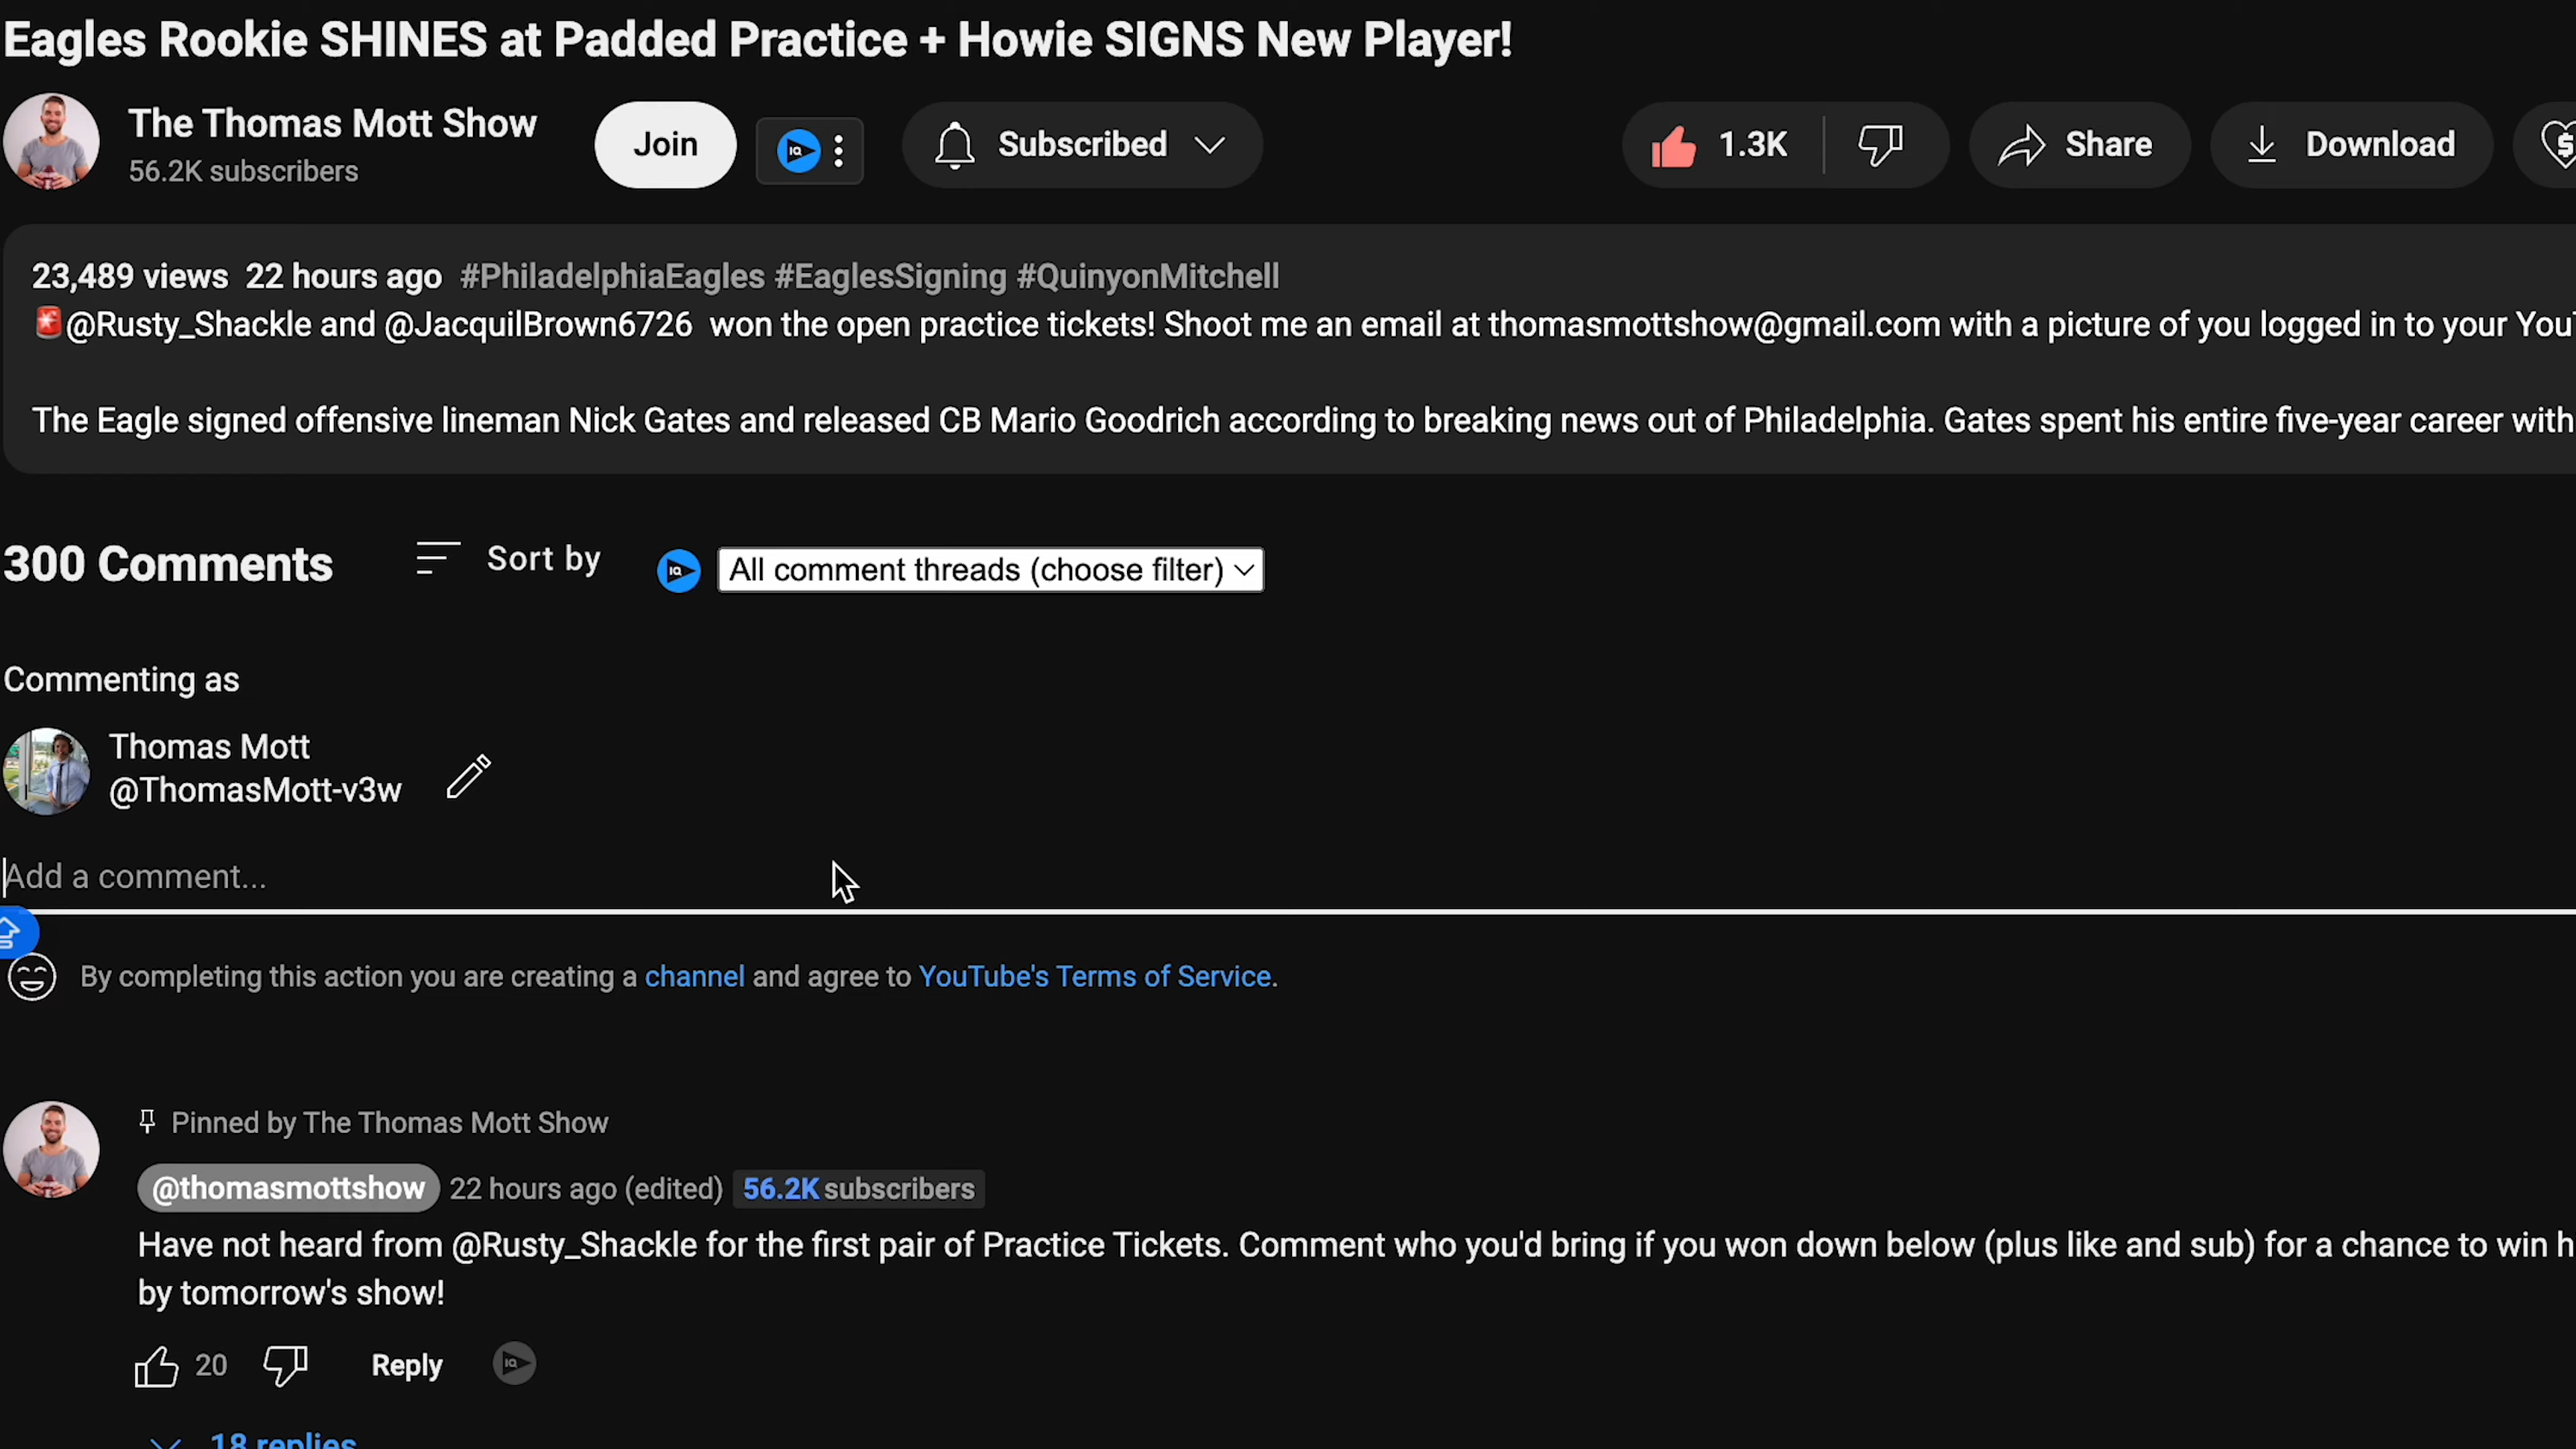 Eagles Rookie SHINES at Padded Practice + Howie SIGNS New Player!
The Thomas Mott Show
56.2K subscribers
Join
IQ
Subscribed
1.3K
Share
Download
23,489 views 22 hours ago #PhiladelphiaEagles #EaglesSigning #QuinyonMitchell
🚨@Rusty_Shackle and @JacquilBrown6726 won the open practice tickets! Shoot me an email at thomasmottshow@gmail.com with a picture of you logged in to your You
The Eagle signed offensive lineman Nick Gates and released CB Mario Goodrich according to breaking news out of Philadelphia. Gates spent his entire five-year career with
300 Comments
Sort by
IQ
All comment threads (choose filter)
Commenting as
Thomas Mott
@ThomasMott-v3w
Add a comment...
By completing this action you are creating a channel and agree to YouTube's Terms of Service.
Pinned by The Thomas Mott Show
@thomasmottshow 22 hours ago (edited) 56.2K subscribers
Have not heard from @Rusty_Shackle for the first pair of Practice Tickets. Comment who you'd bring if you won down below (plus like and sub) for a chance to win h
by tomorrow's show!
20
Reply
IQ
18 replies